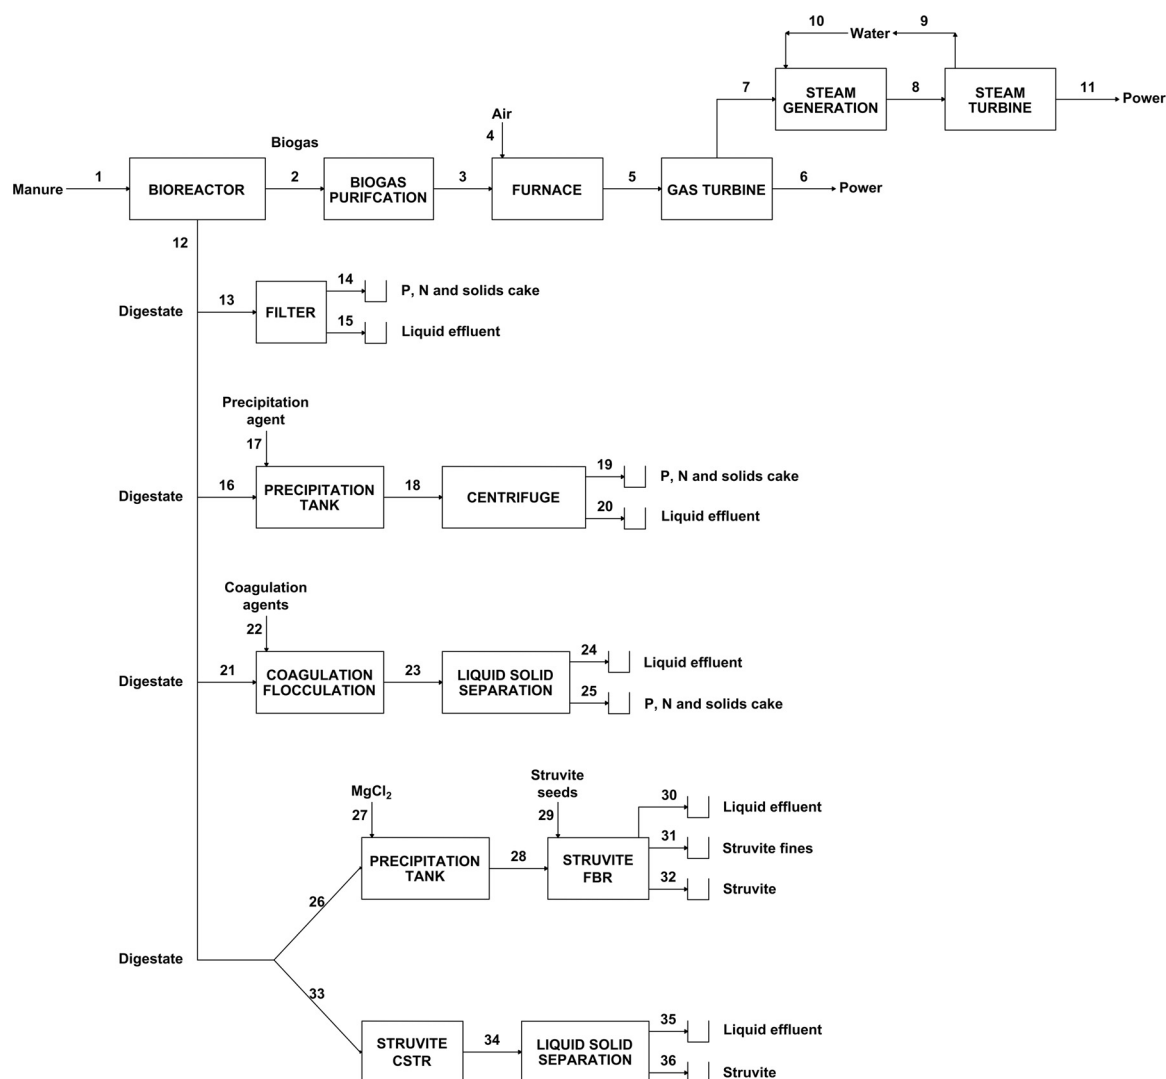 10
Water
9
7
STEAM
GENERATION
8
STEAM
TURBINE
11
Power
Air
4
Biogas
Manure
1
BIOREACTOR
2
BIOGAS
PURIFCATION
3
FURNACE
5
GAS TURBINE
6
Power
12
Digestate
13
FILTER
14
P, N and solids cake
15
Liquid effluent
Precipitation
agent
17
Digestate
16
PRECIPITATION
TANK
18
CENTRIFUGE
19
P, N and solids cake
20
Liquid effluent
Coagulation
agents
22
Digestate
21
COAGULATION
FLOCCULATION
23
LIQUID SOLID
SEPARATION
24
Liquid effluent
25
P, N and solids cake
MgCl₂
27
Struvite
seeds
29
26
PRECIPITATION
TANK
28
STRUVITE
FBR
30
Liquid effluent
31
Struvite fines
32
Struvite
Digestate
33
STRUVITE
CSTR
34
LIQUID SOLID
SEPARATION
35
Liquid effluent
36
Struvite